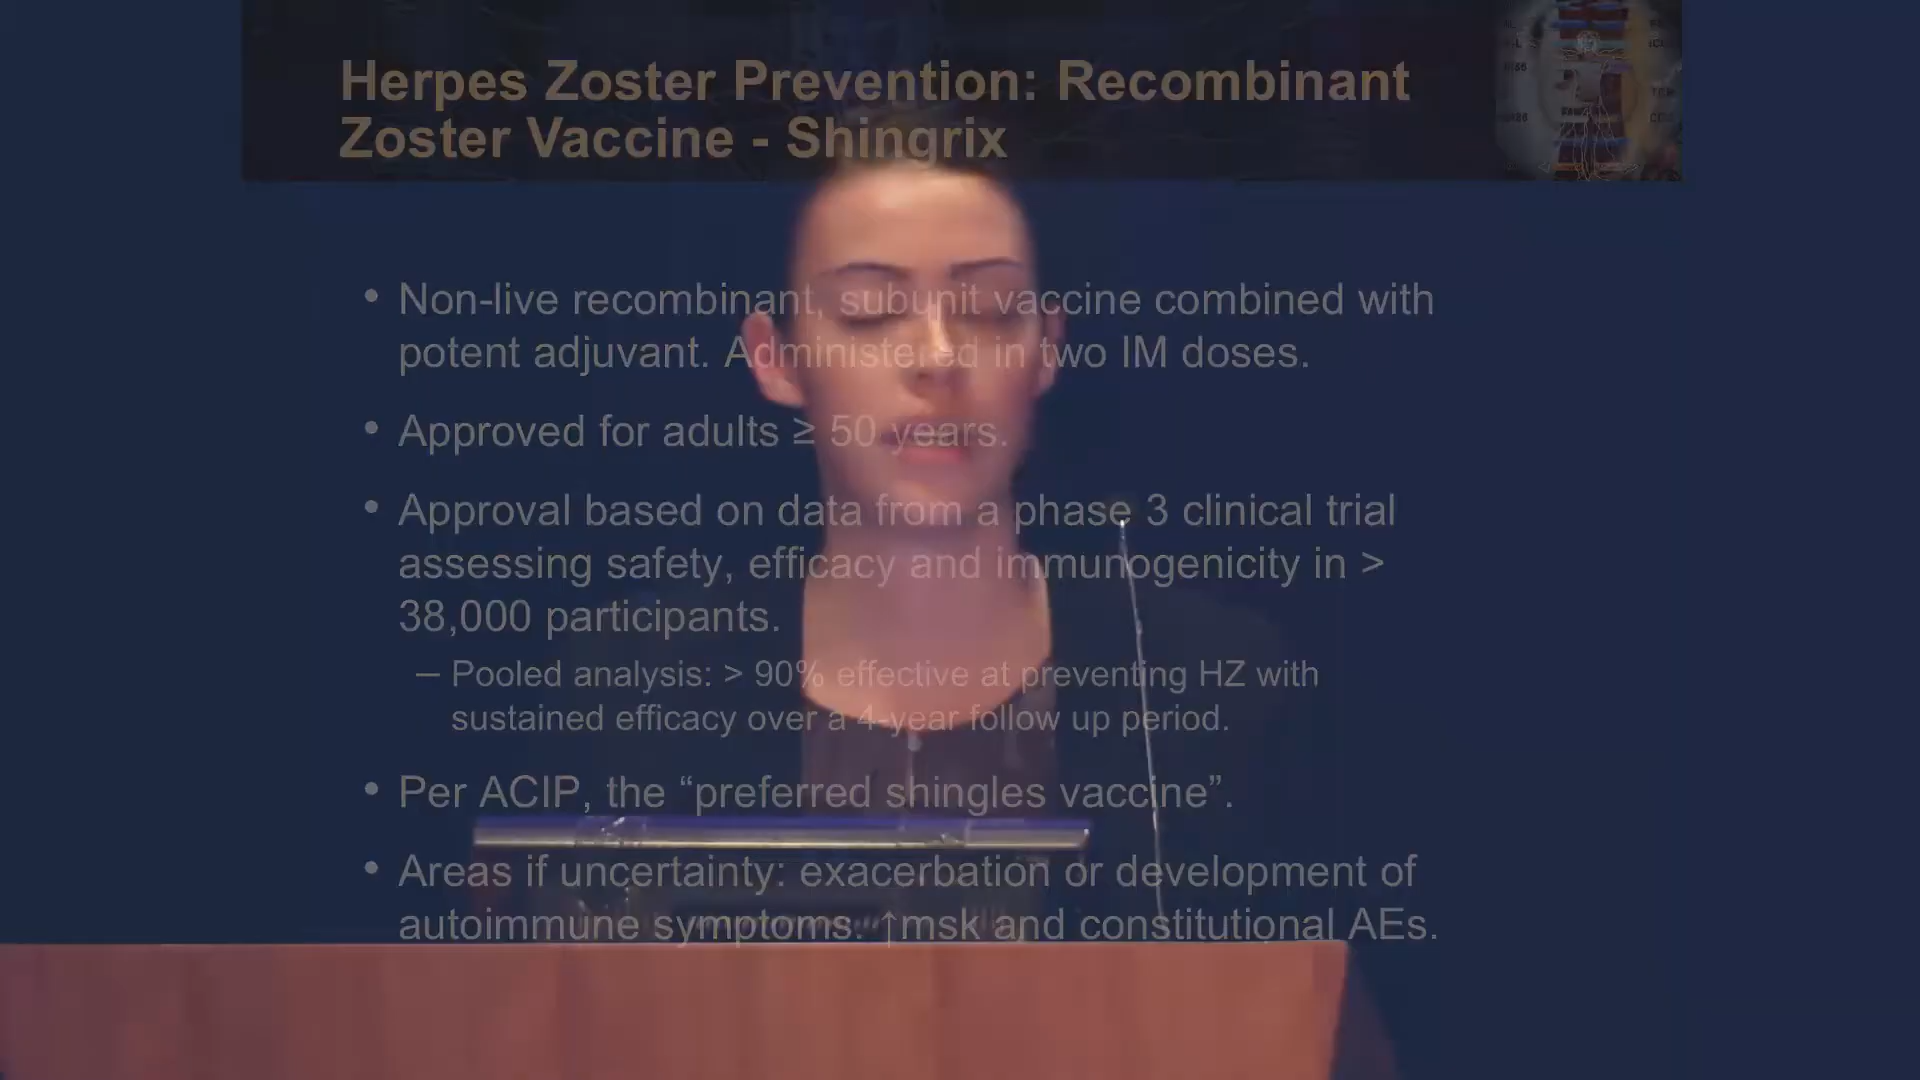 Herpes Zoster Prevention: Recombinant
Zoster Vaccine - Shingrix
• Non-live recombinant, subunit vaccine combined with
potent adjuvant. Administered in two IM doses.
• Approved for adults ≥ 50 years.
• Approval based on data from a phase 3 clinical trial
assessing safety, efficacy and immunogenicity in >
38,000 participants.
– Pooled analysis: > 90% effective at preventing HZ with
sustained efficacy over a 4-year follow up period.
• Per ACIP, the “preferred shingles vaccine”.
• Areas if uncertainty: exacerbation or development of
autoimmune symptoms. ↑msk and constitutional AEs.